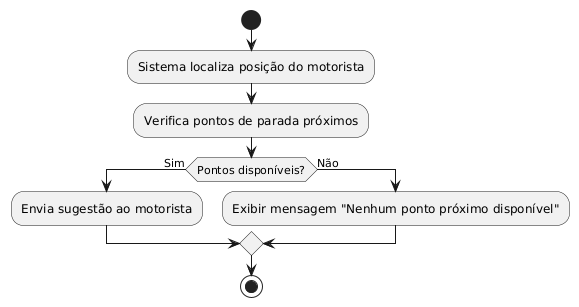 Sistema localiza posição do motorista
Verifica pontos de parada próximos
Sim
Pontos disponíveis?
Não
Envia sugestão ao motorista
Exibir mensagem "Nenhum ponto próximo disponível"